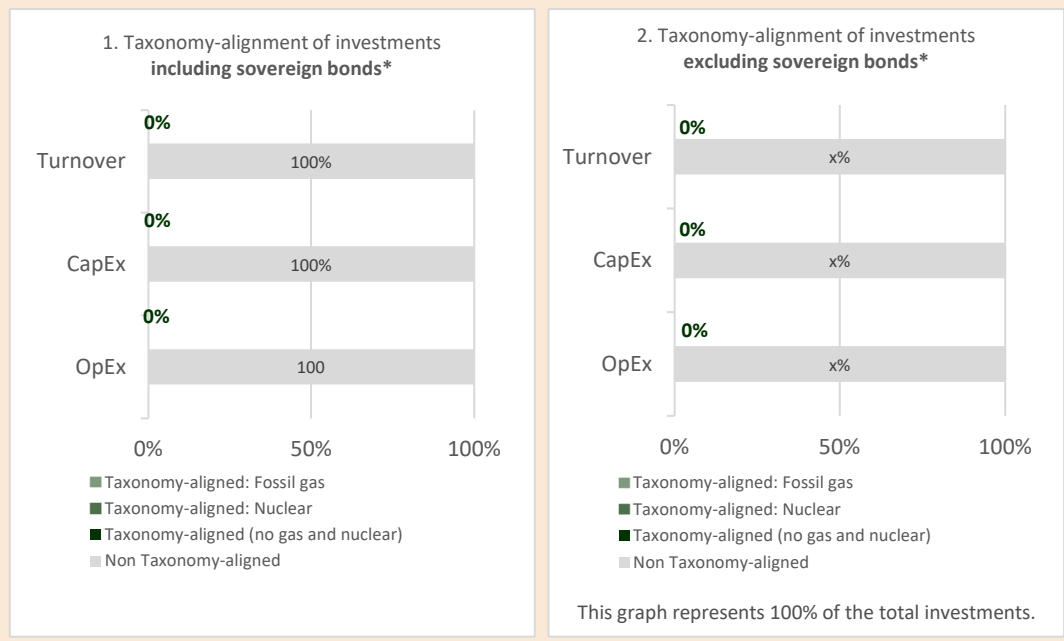 1. Taxonomy-alignment of investments
including sovereign bonds*
0%
Turnover
100%
0%
CapEx
100%
0%
OpEx
100
0%
50%
100%
Taxonomy-aligned: Fossil gas
Taxonomy-aligned: Nuclear
Taxonomy-aligned (no gas and nuclear)
Non Taxonomy-aligned
2. Taxonomy-alignment of investments
excluding sovereign bonds*
0%
Turnover
x%
0%
CapEx
x%
0%
OpEx
x%
0%
50%
100%
Taxonomy-aligned: Fossil gas
Taxonomy-aligned: Nuclear
Taxonomy-aligned (no gas and nuclear)
Non Taxonomy-aligned
This graph represents 100% of the total investments.